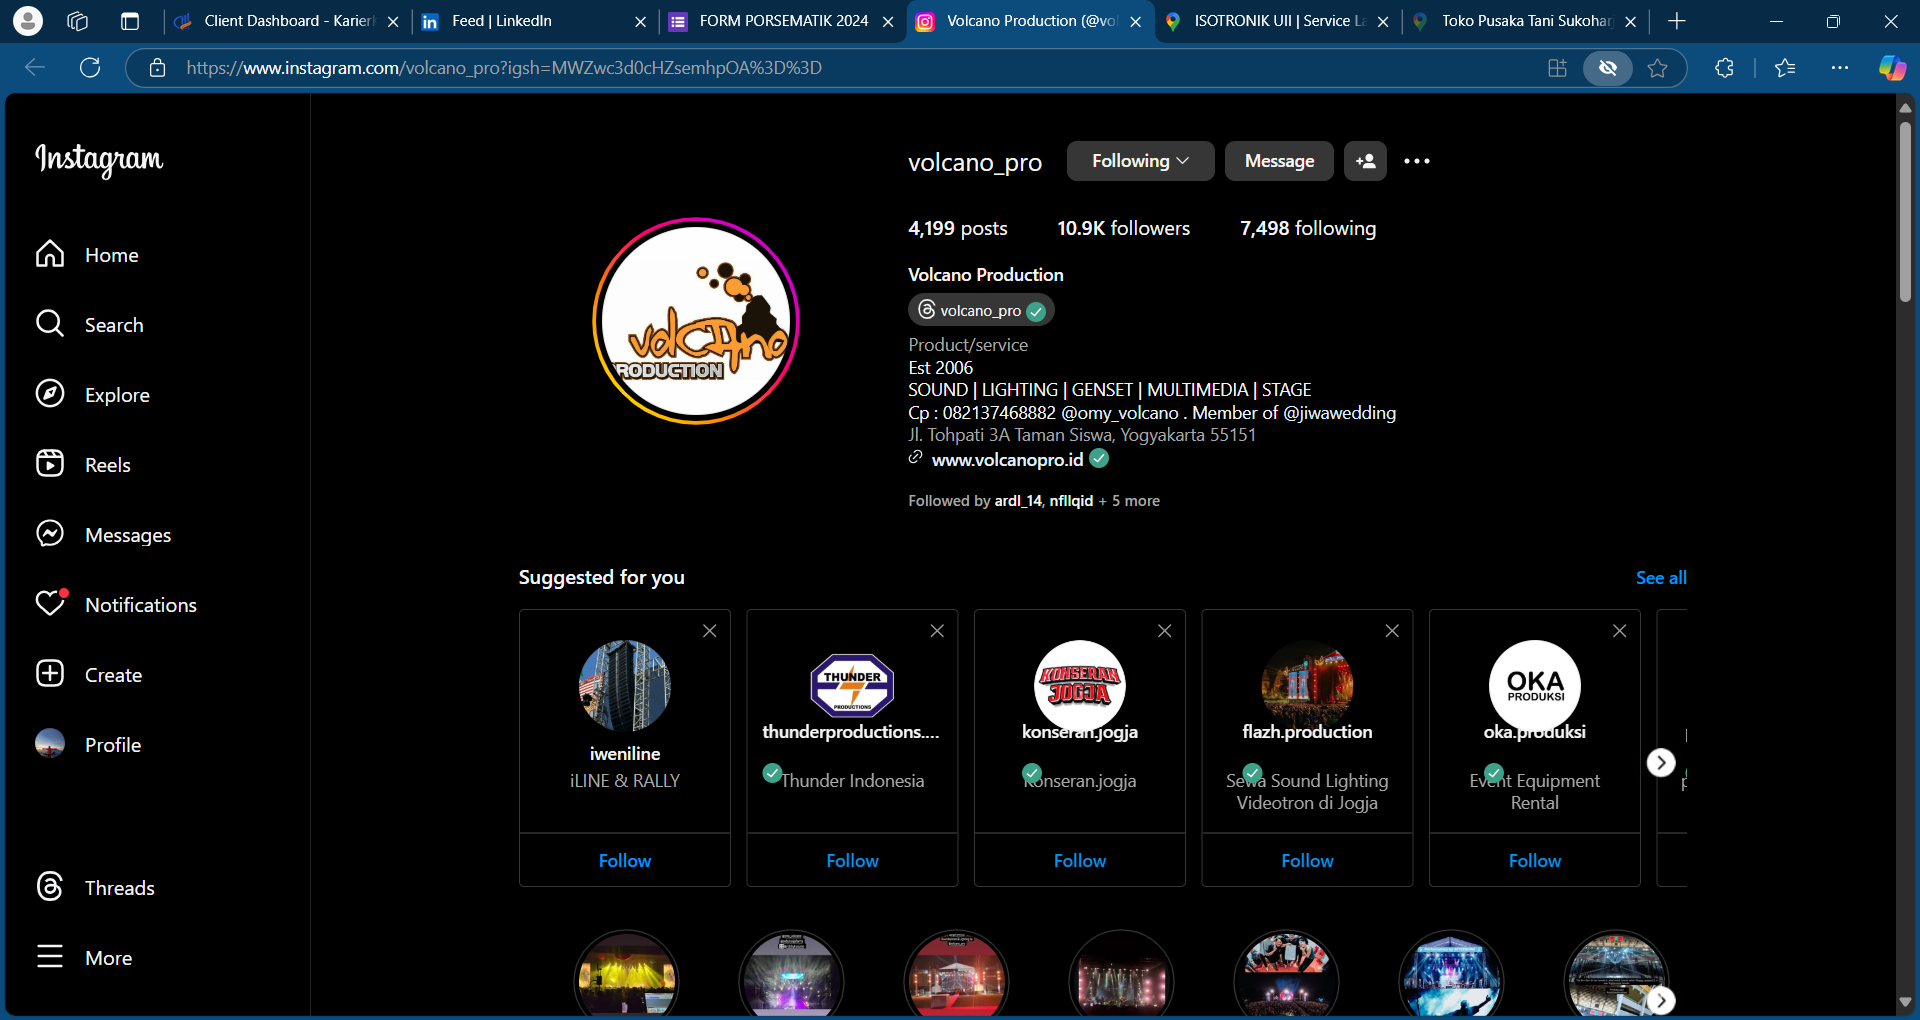 Client Dashboard - Karier
Feed | LinkedIn
FORM PORSEMATIK 2024
Volcano Production (@vol
ISOTRONIK UII | Service La
Toko Pusaka Tani Sukohar
https://www.instagram.com/volcano_pro?igsh=MWZwc3d0cHZsemhpOA%3D%3D
Instagram
Home
Search
Explore
Reels
Messages
Notifications
Create
Profile
Threads
More
volcano_pro
Following
Message
4,199 posts
10.9K followers
7,498 following
volcano
PRODUCTION
Volcano Production
volcano_pro
Product/service
Est 2006
SOUND | LIGHTING | GENSET | MULTIMEDIA | STAGE
Cp : 082137468882 @omy_volcano . Member of @jiwawedding
Jl. Tohpati 3A Taman Siswa, Yogyakarta 55151
www.volcanopro.id
Followed by ardl_14, nfllqid + 5 more
Suggested for you
See all
iweniline
iLINE & RALLY
Follow
THUNDER
PRODUCTIONS
thunderproductions....
Thunder Indonesia
Follow
KONSERAN
JOGJA
konseran.jogja
Konseran.jogja
Follow
flazh.production
Sewa Sound Lighting
Videotron di Jogja
Follow
OKA
PRODUKSI
oka.produksi
Event Equipment
Rental
Follow